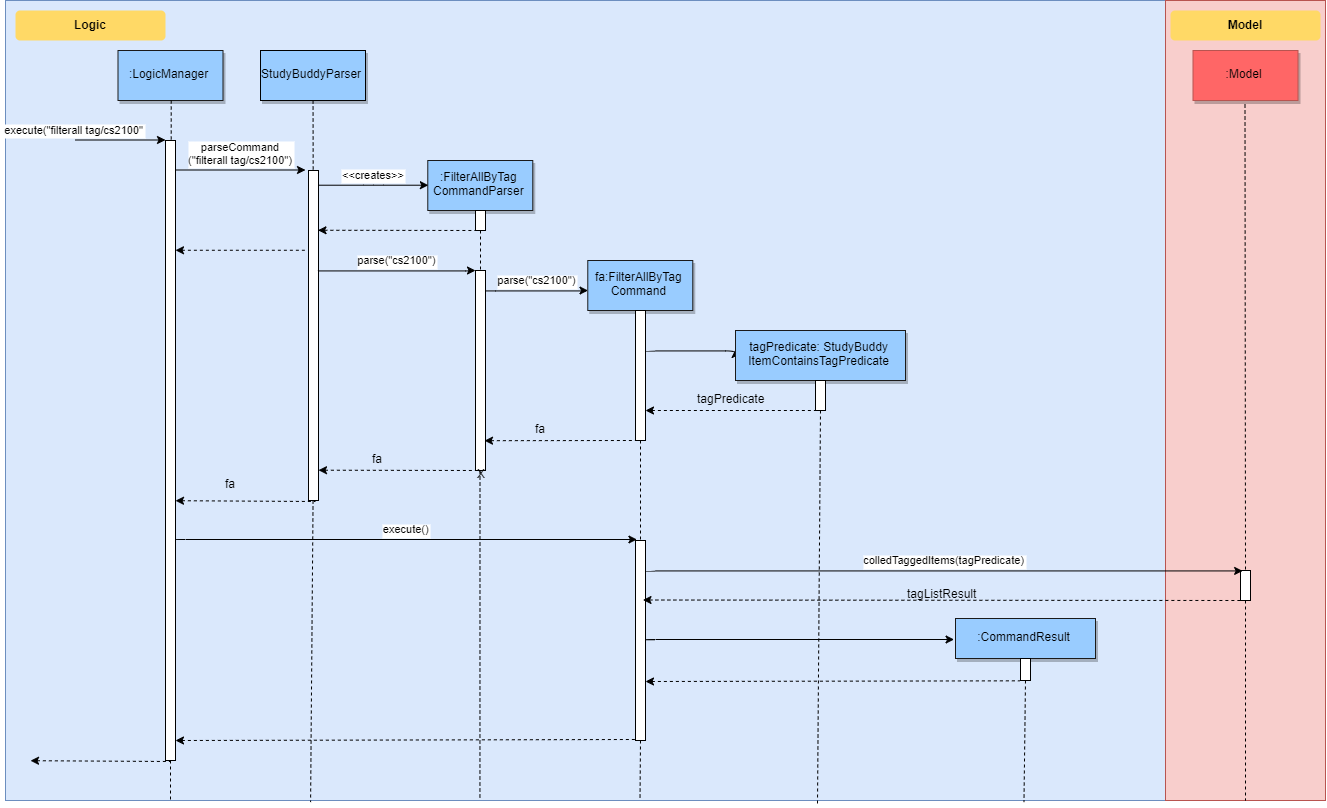 Logic
Model
:LogicManager
StudyBuddyParser
:Model
execute("filterall tag/cs2100"
parseCommand
("filterall tag/cs2100")
<<creates>>
:FilterAllByTag
CommandParser
parse("cs2100")
parse("cs2100")
fa:FilterAllByTag
Command
tagPredicate: StudyBuddy
ItemContainsTagPredicate
tagPredicate
fa
fa
fa
execute()
colledTaggedItems(tagPredicate)
tagListResult
:CommandResult